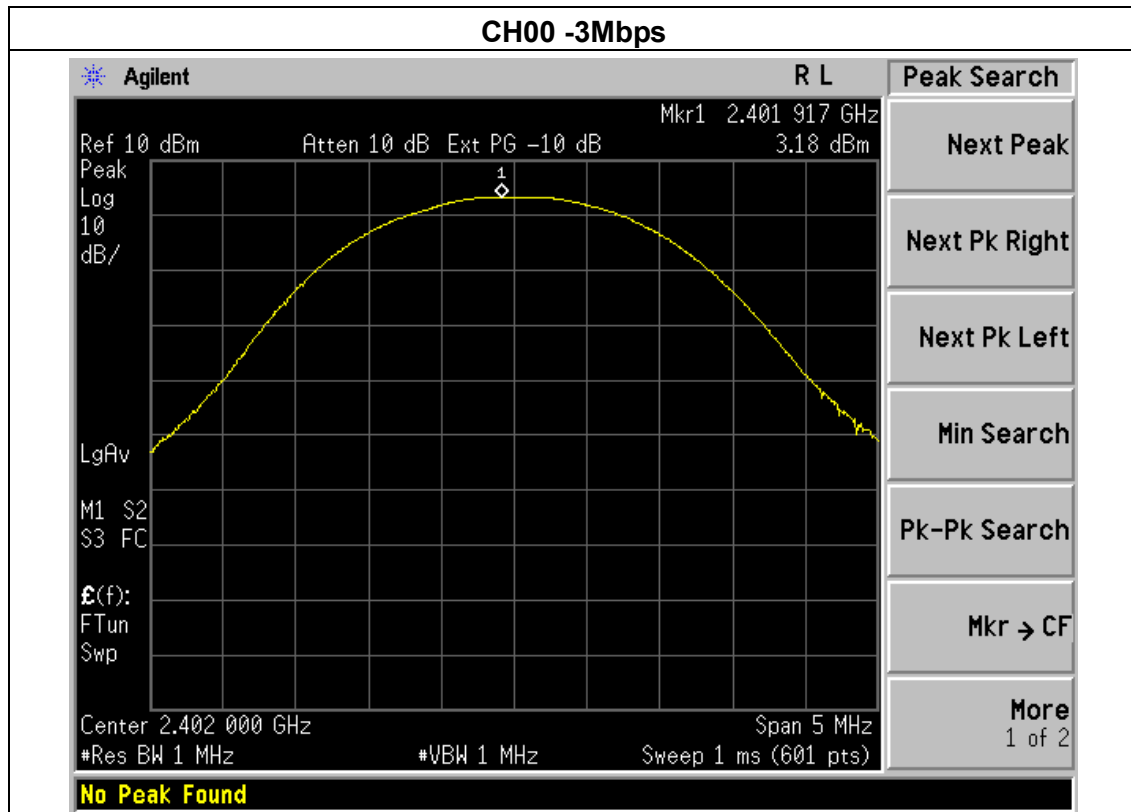 CH00 -3Mbps
Agilent R L Peak Search
Mkr1 2.401 917 GHz
Ref 10 dBm Atten 10 dB Ext PG -10 dB 3.18 dBm
Peak
Log
10
dB/
1
LgAv
M1 S2
S3 FC
£(f):
FTun
Swp
Center 2.402 000 GHz Span 5 MHz
#Res BW 1 MHz #VBW 1 MHz Sweep 1 ms (601 pts)
No Peak Found
Next Peak
Next Pk Right
Next Pk Left
Min Search
Pk-Pk Search
Mkr → CF
More
1 of 2